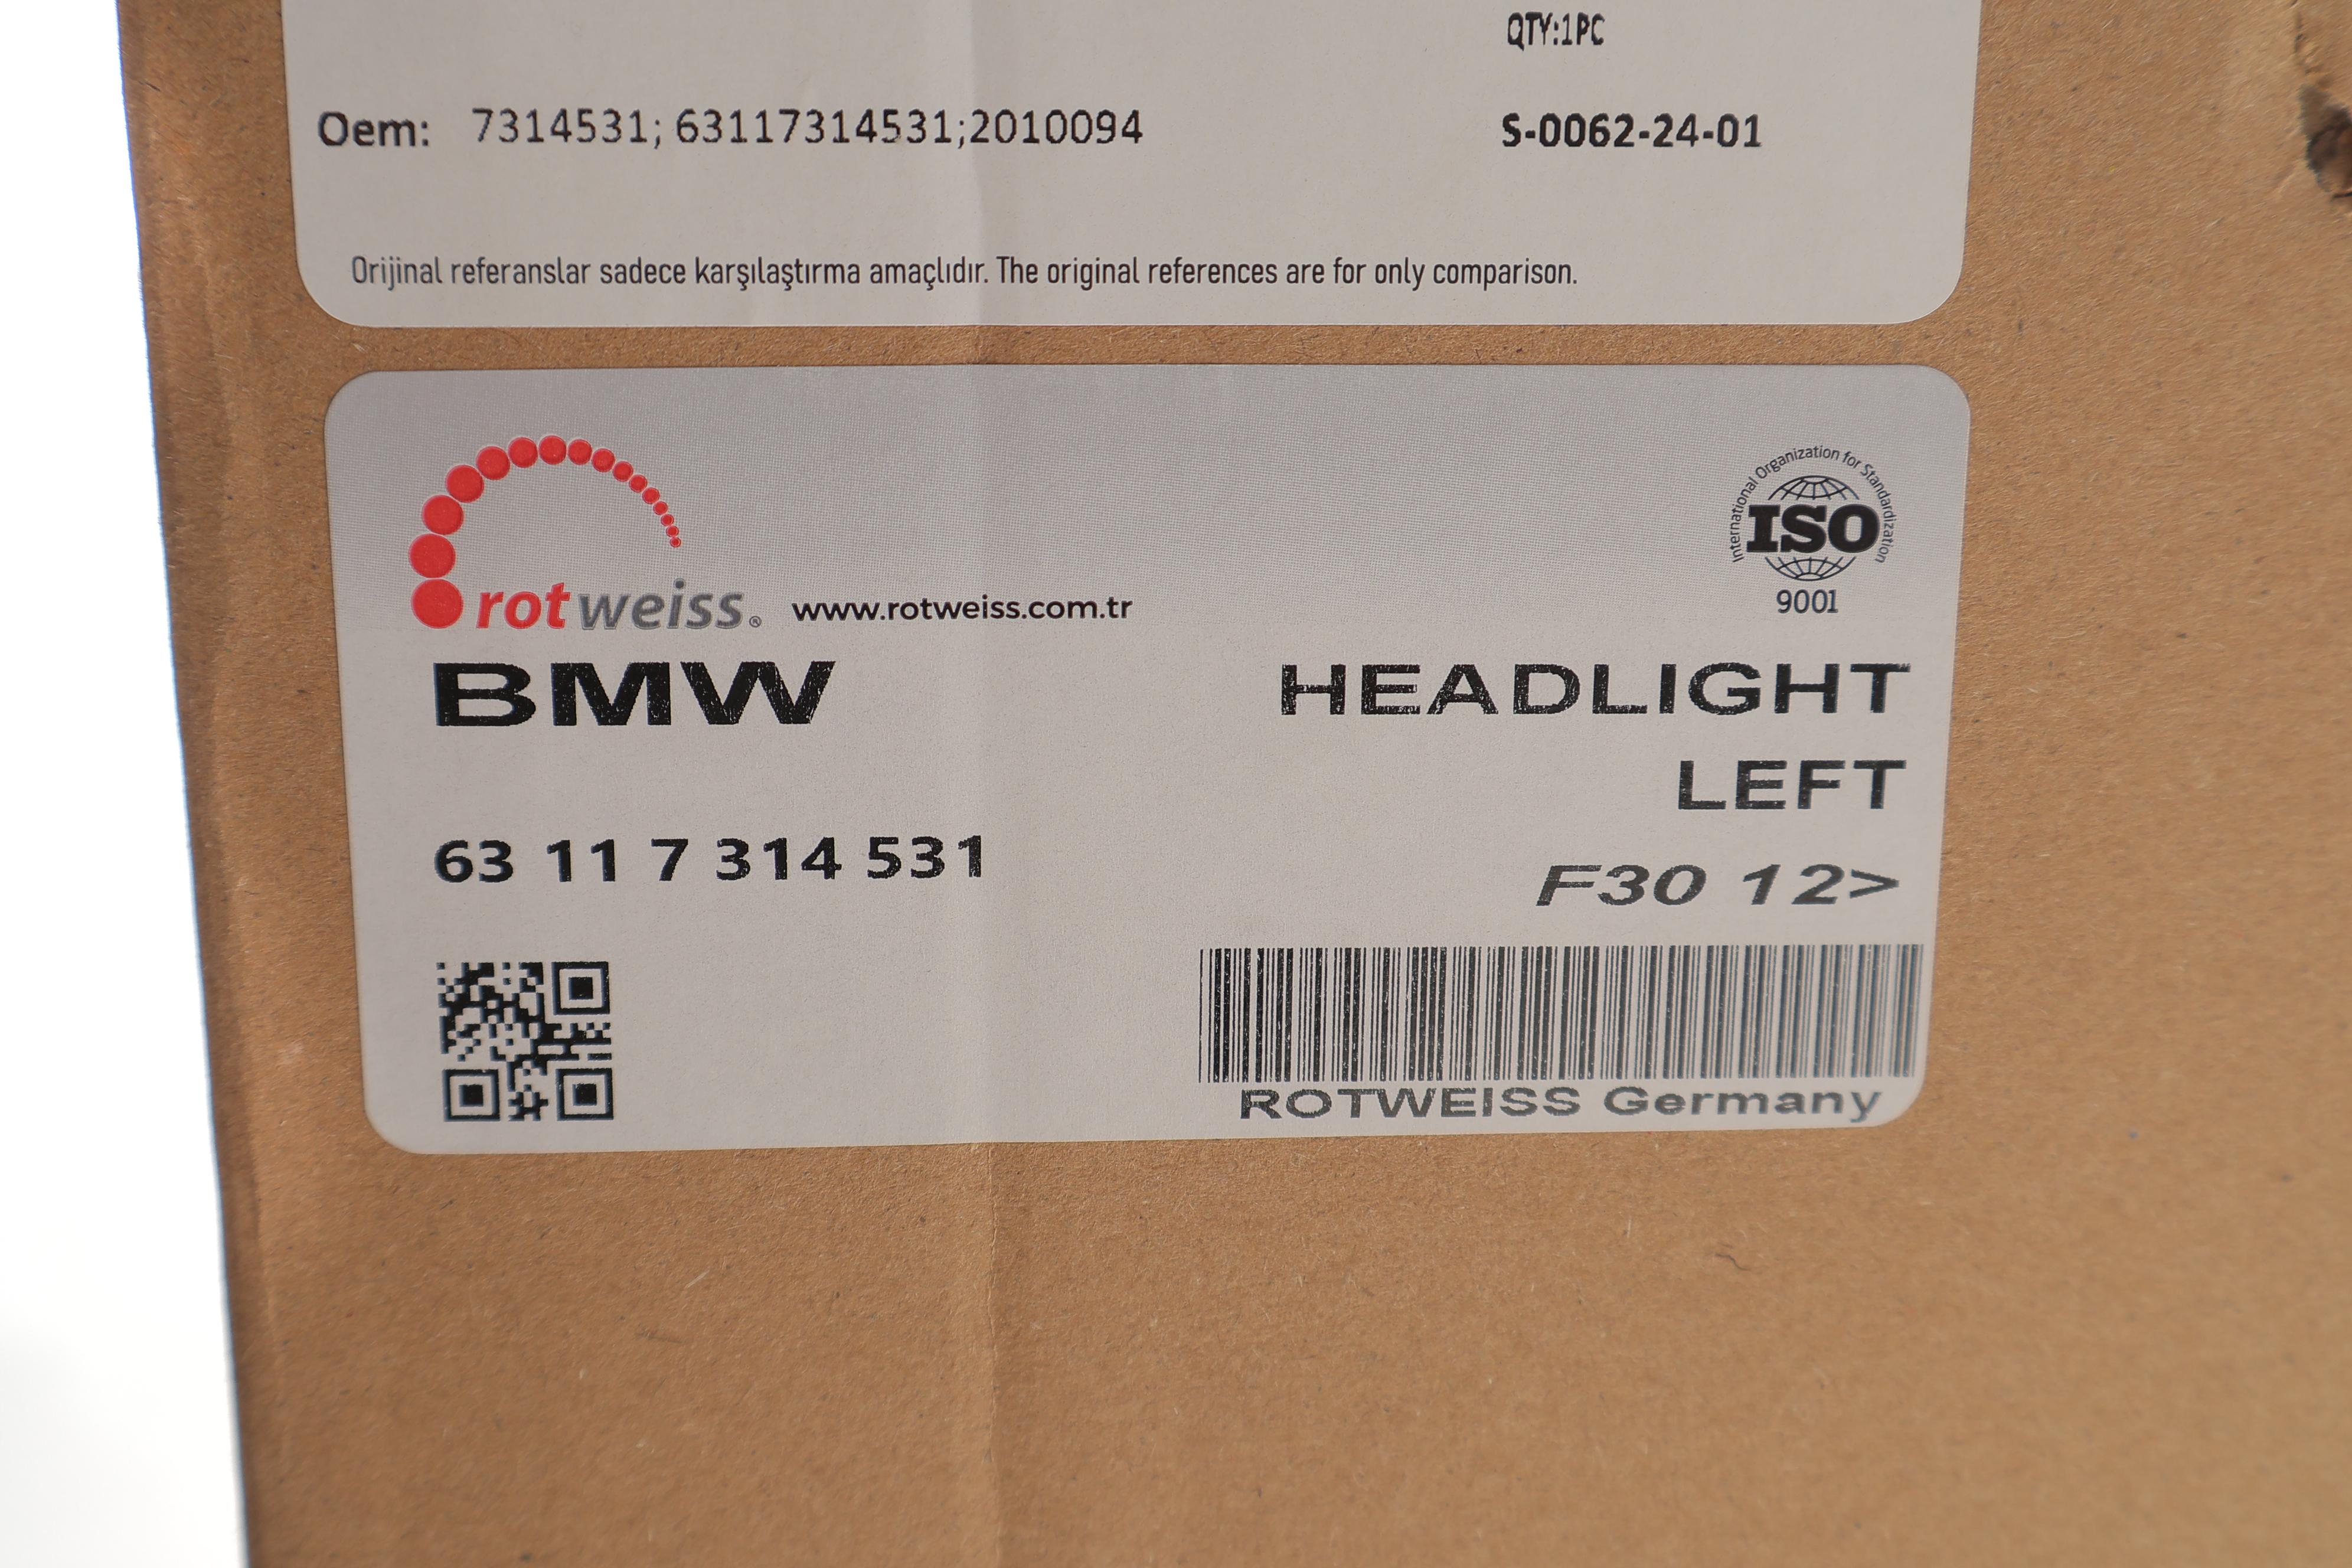 QTY:1PC
Oem: 7314531; 63117314531;2010094
S-0062-24-01
Orijinal referanslar sadece karşılaştırma amaçlıdır. The original references are for only comparison.
International Organization for Standardization
ISO
9001
rotweiss® www.rotweiss.com.tr
BMW
HEADLIGHT
LEFT
63 11 7 314 531
F30 12>
ROTWEISS Germany